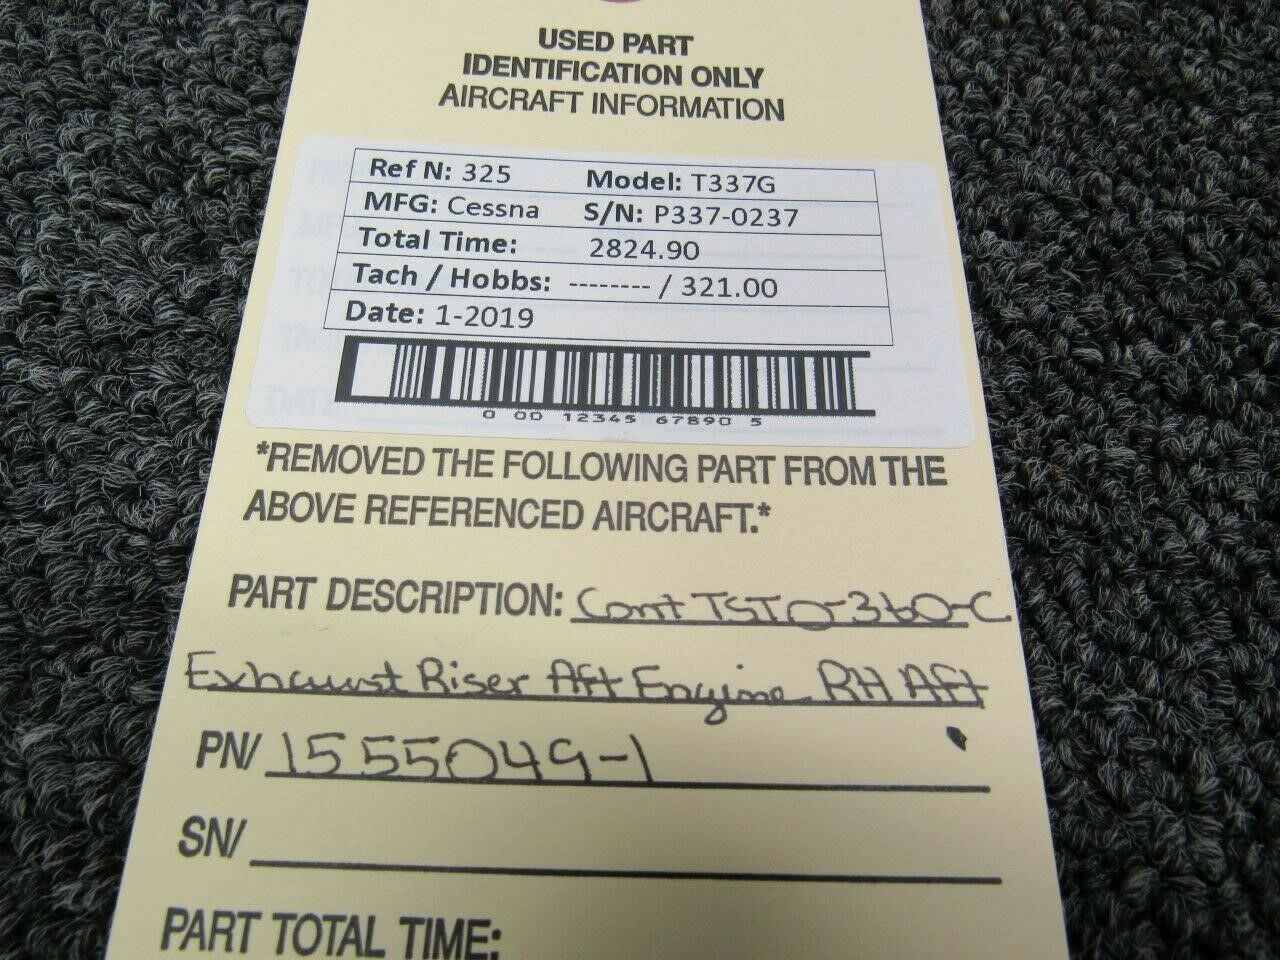 USED PART
IDENTIFICATION ONLY
AIRCRAFT INFORMATION
Ref N: 325 Model: T337G
MFG: Cessna S/N: P337-0237
Total Time: 2824.90
Tach / Hobbs: -------- / 321.00
Date: 1-2019
0 00 12345 67890 5
*REMOVED THE FOLLOWING PART FROM THE
ABOVE REFERENCED AIRCRAFT.*
PART DESCRIPTION: Cont TSIO-360-C
Exhaust Riser Aft Engine RH Aft
PN/ 1555049-1
SN/
PART TOTAL TIME: